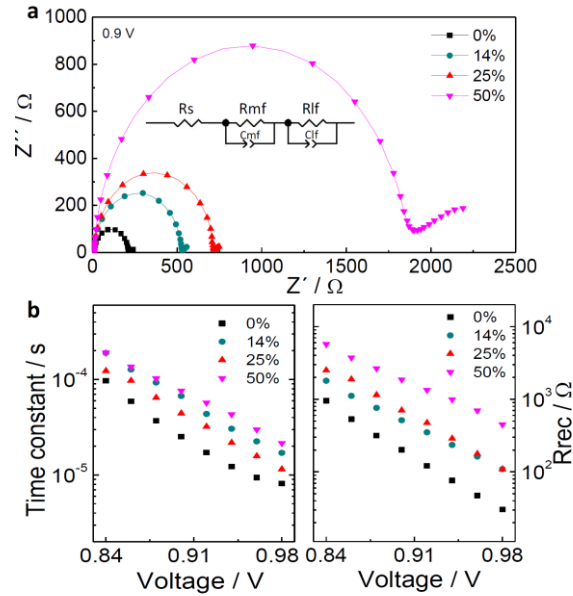 a
0.9 V
0%
14%
25%
50%
Rs
Rmf
Rlf
Cmf
Clf
Z´´ / Ω
1000
800
600
400
200
0
0
500
1000
1500
2000
2500
Z´ / Ω
b
0%
14%
25%
50%
Time constant / s
10⁻⁴
10⁻⁵
0.84
0.91
0.98
Voltage / V
0%
14%
25%
50%
10⁴
10³
10²
Rrec / Ω
0.84
0.91
0.98
Voltage / V